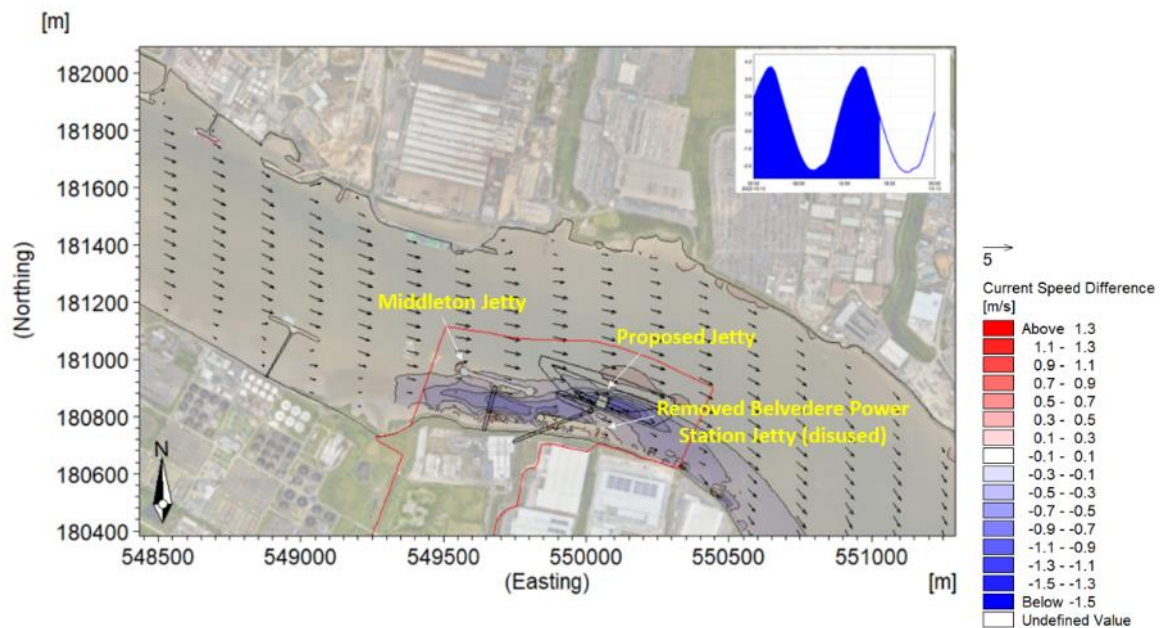 [m]
182000
181800
181600
181400
181200
181000
180800
180600
180400
(Northing)
Middleton Jetty
Proposed Jetty
Removed Belvedere Power
Station Jetty (disused)
N
548500 549000 549500 550000 550500 551000
(Easting) [m]
5
Current Speed Difference
[m/s]
Above 1.3
1.1 - 1.3
0.9 - 1.1
0.7 - 0.9
0.5 - 0.7
0.3 - 0.5
0.1 - 0.3
-0.1 - 0.1
-0.3 - -0.1
-0.5 - -0.3
-0.7 - -0.5
-0.9 - -0.7
-1.1 - -0.9
-1.3 - -1.1
-1.5 - -1.3
Below -1.5
Undefined Value